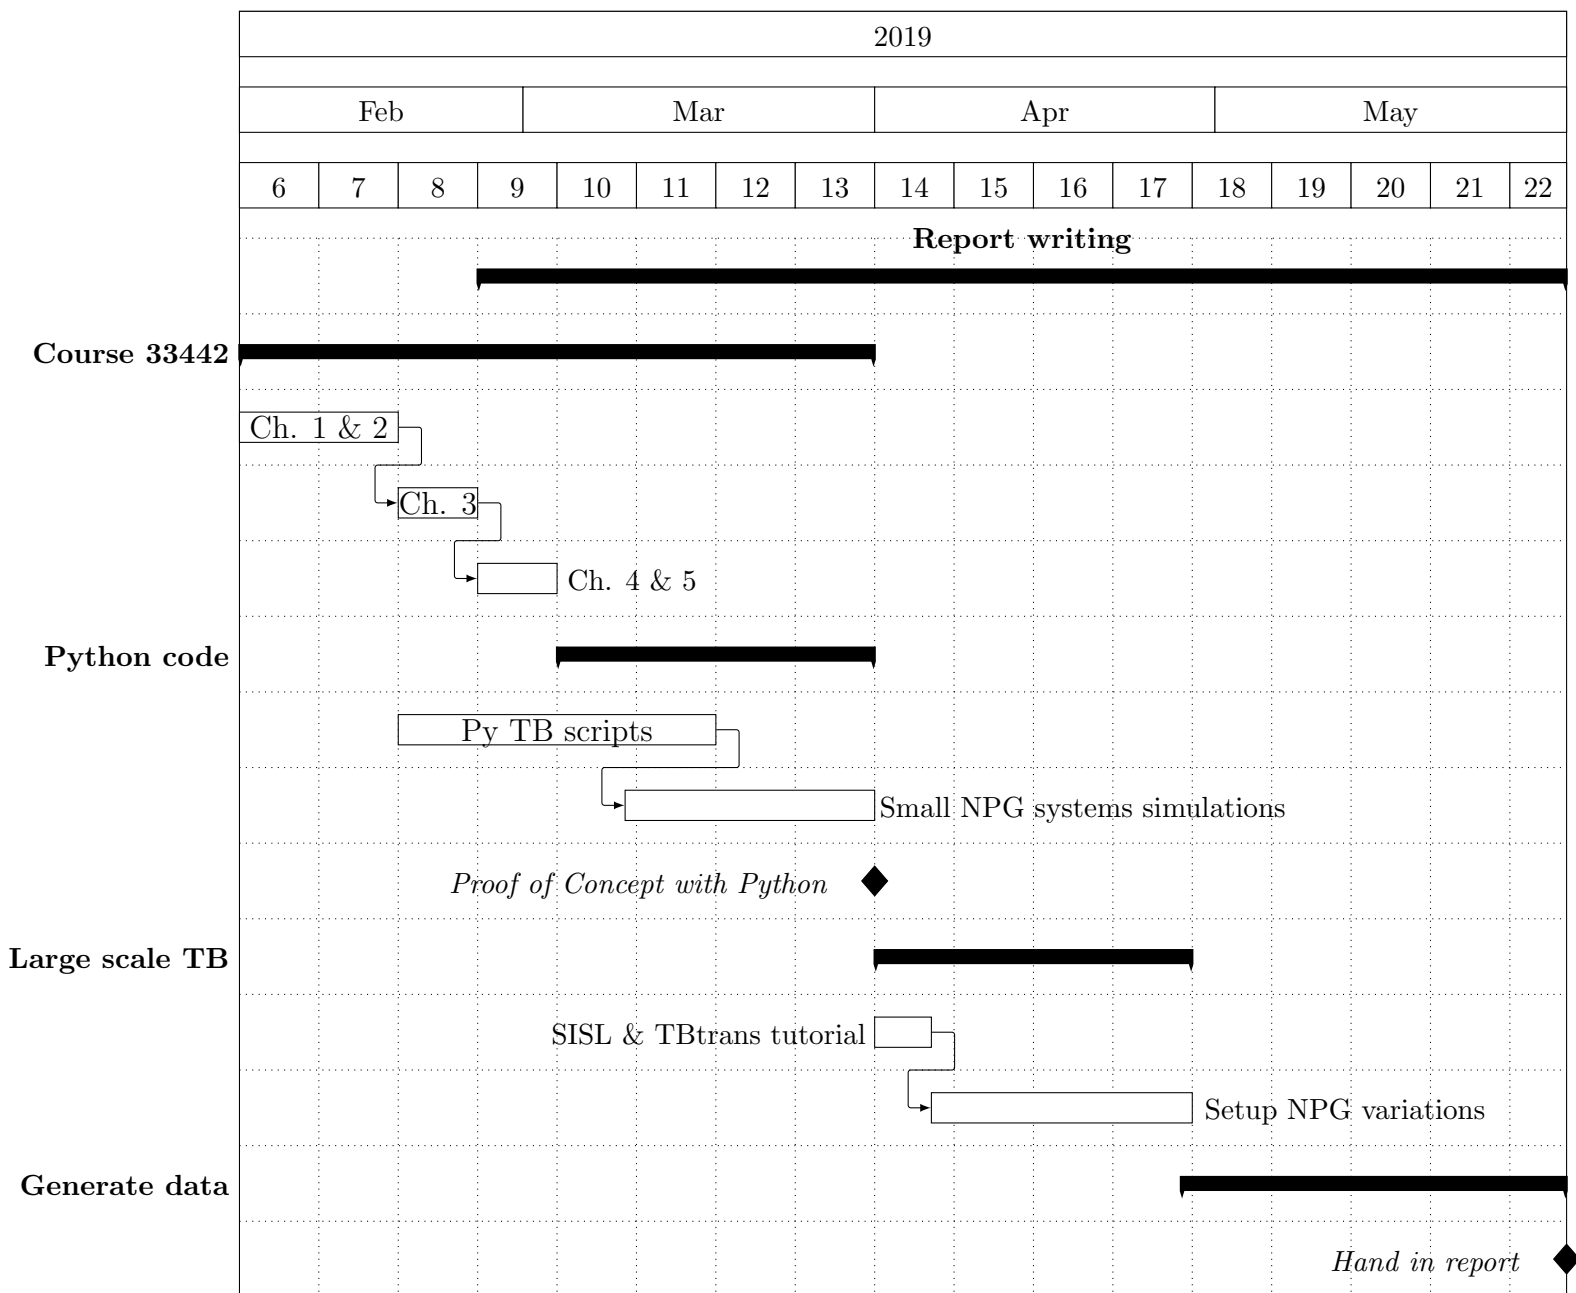 2019
Feb Mar Apr May
6 7 8 9 10 11 12 13 14 15 16 17 18 19 20 21 22
Report writing
Course 33442
Ch. 1 & 2
Ch. 3
Ch. 4 & 5
Python code
Py TB scripts
Small NPG systems simulations
Proof of Concept with Python
Large scale TB
SISL & TBtrans tutorial
Setup NPG variations
Generate data
Hand in report